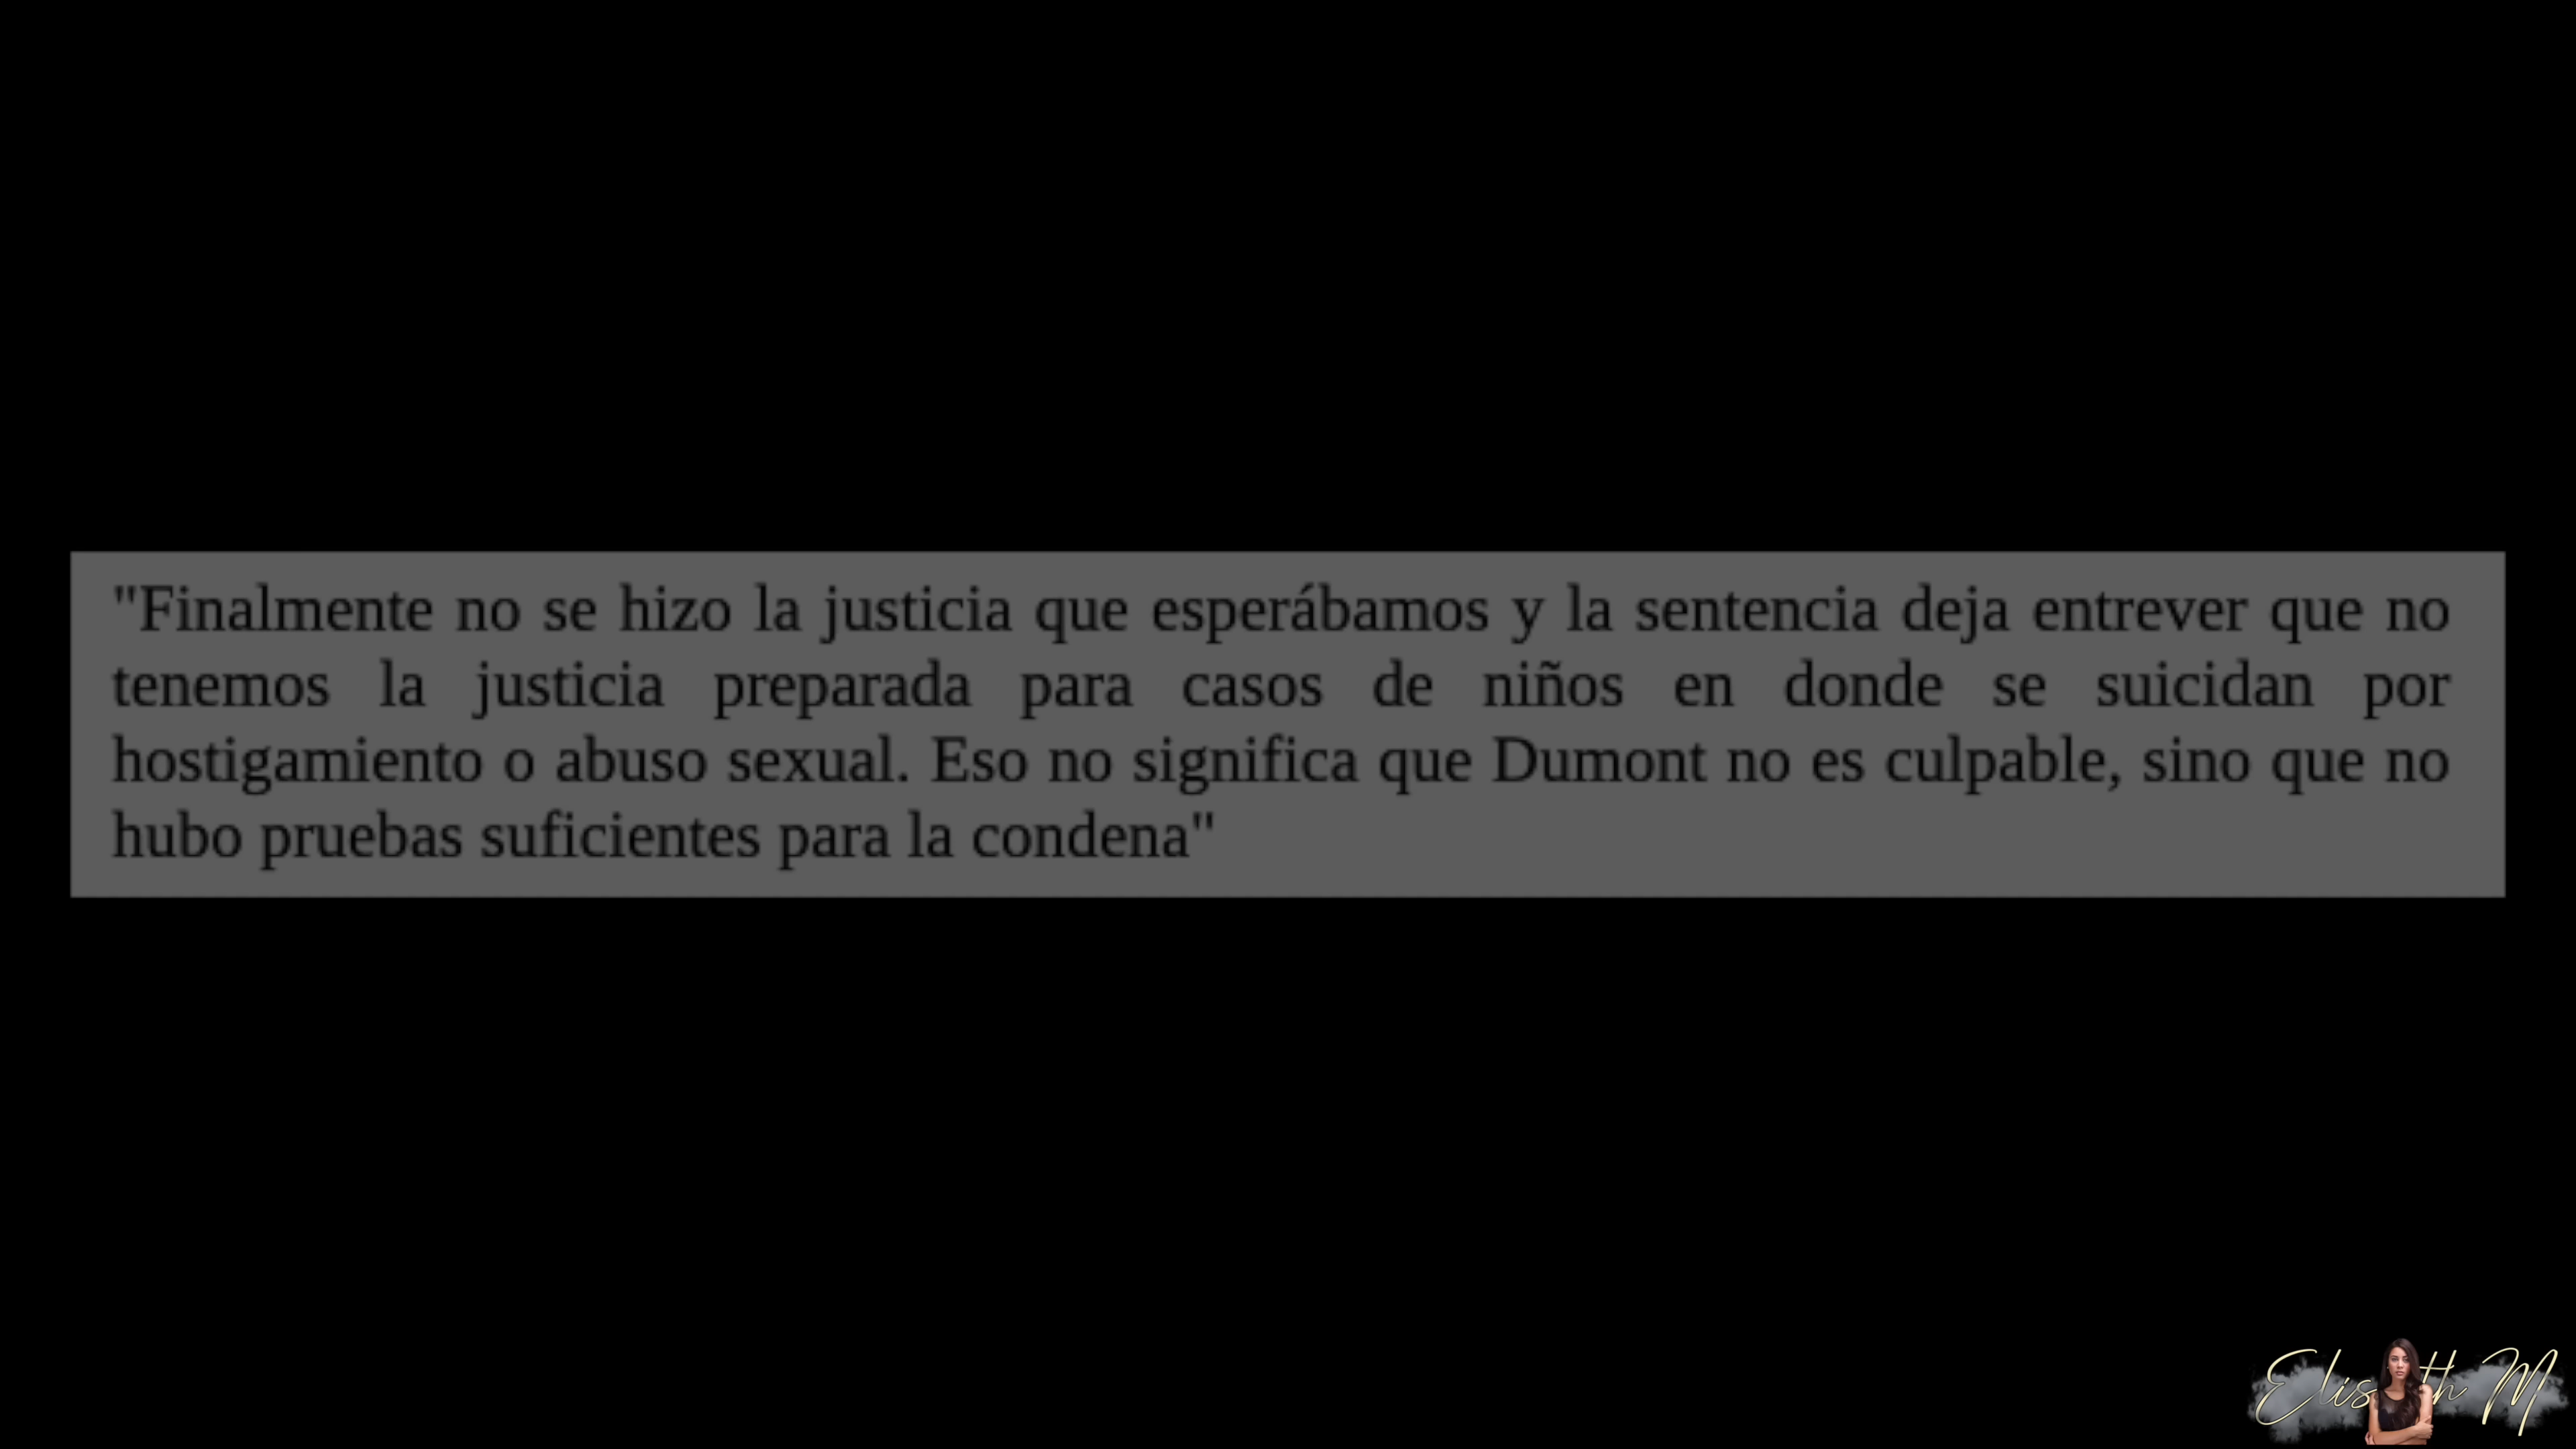 "Finalmente no se hizo la justicia que esperábamos y la sentencia deja entrever que no
tenemos la justicia preparada para casos de niños en donde se suicidan por
hostigamiento o abuso sexual. Eso no significa que Dumont no es culpable, sino que no
hubo pruebas suficientes para la condena"